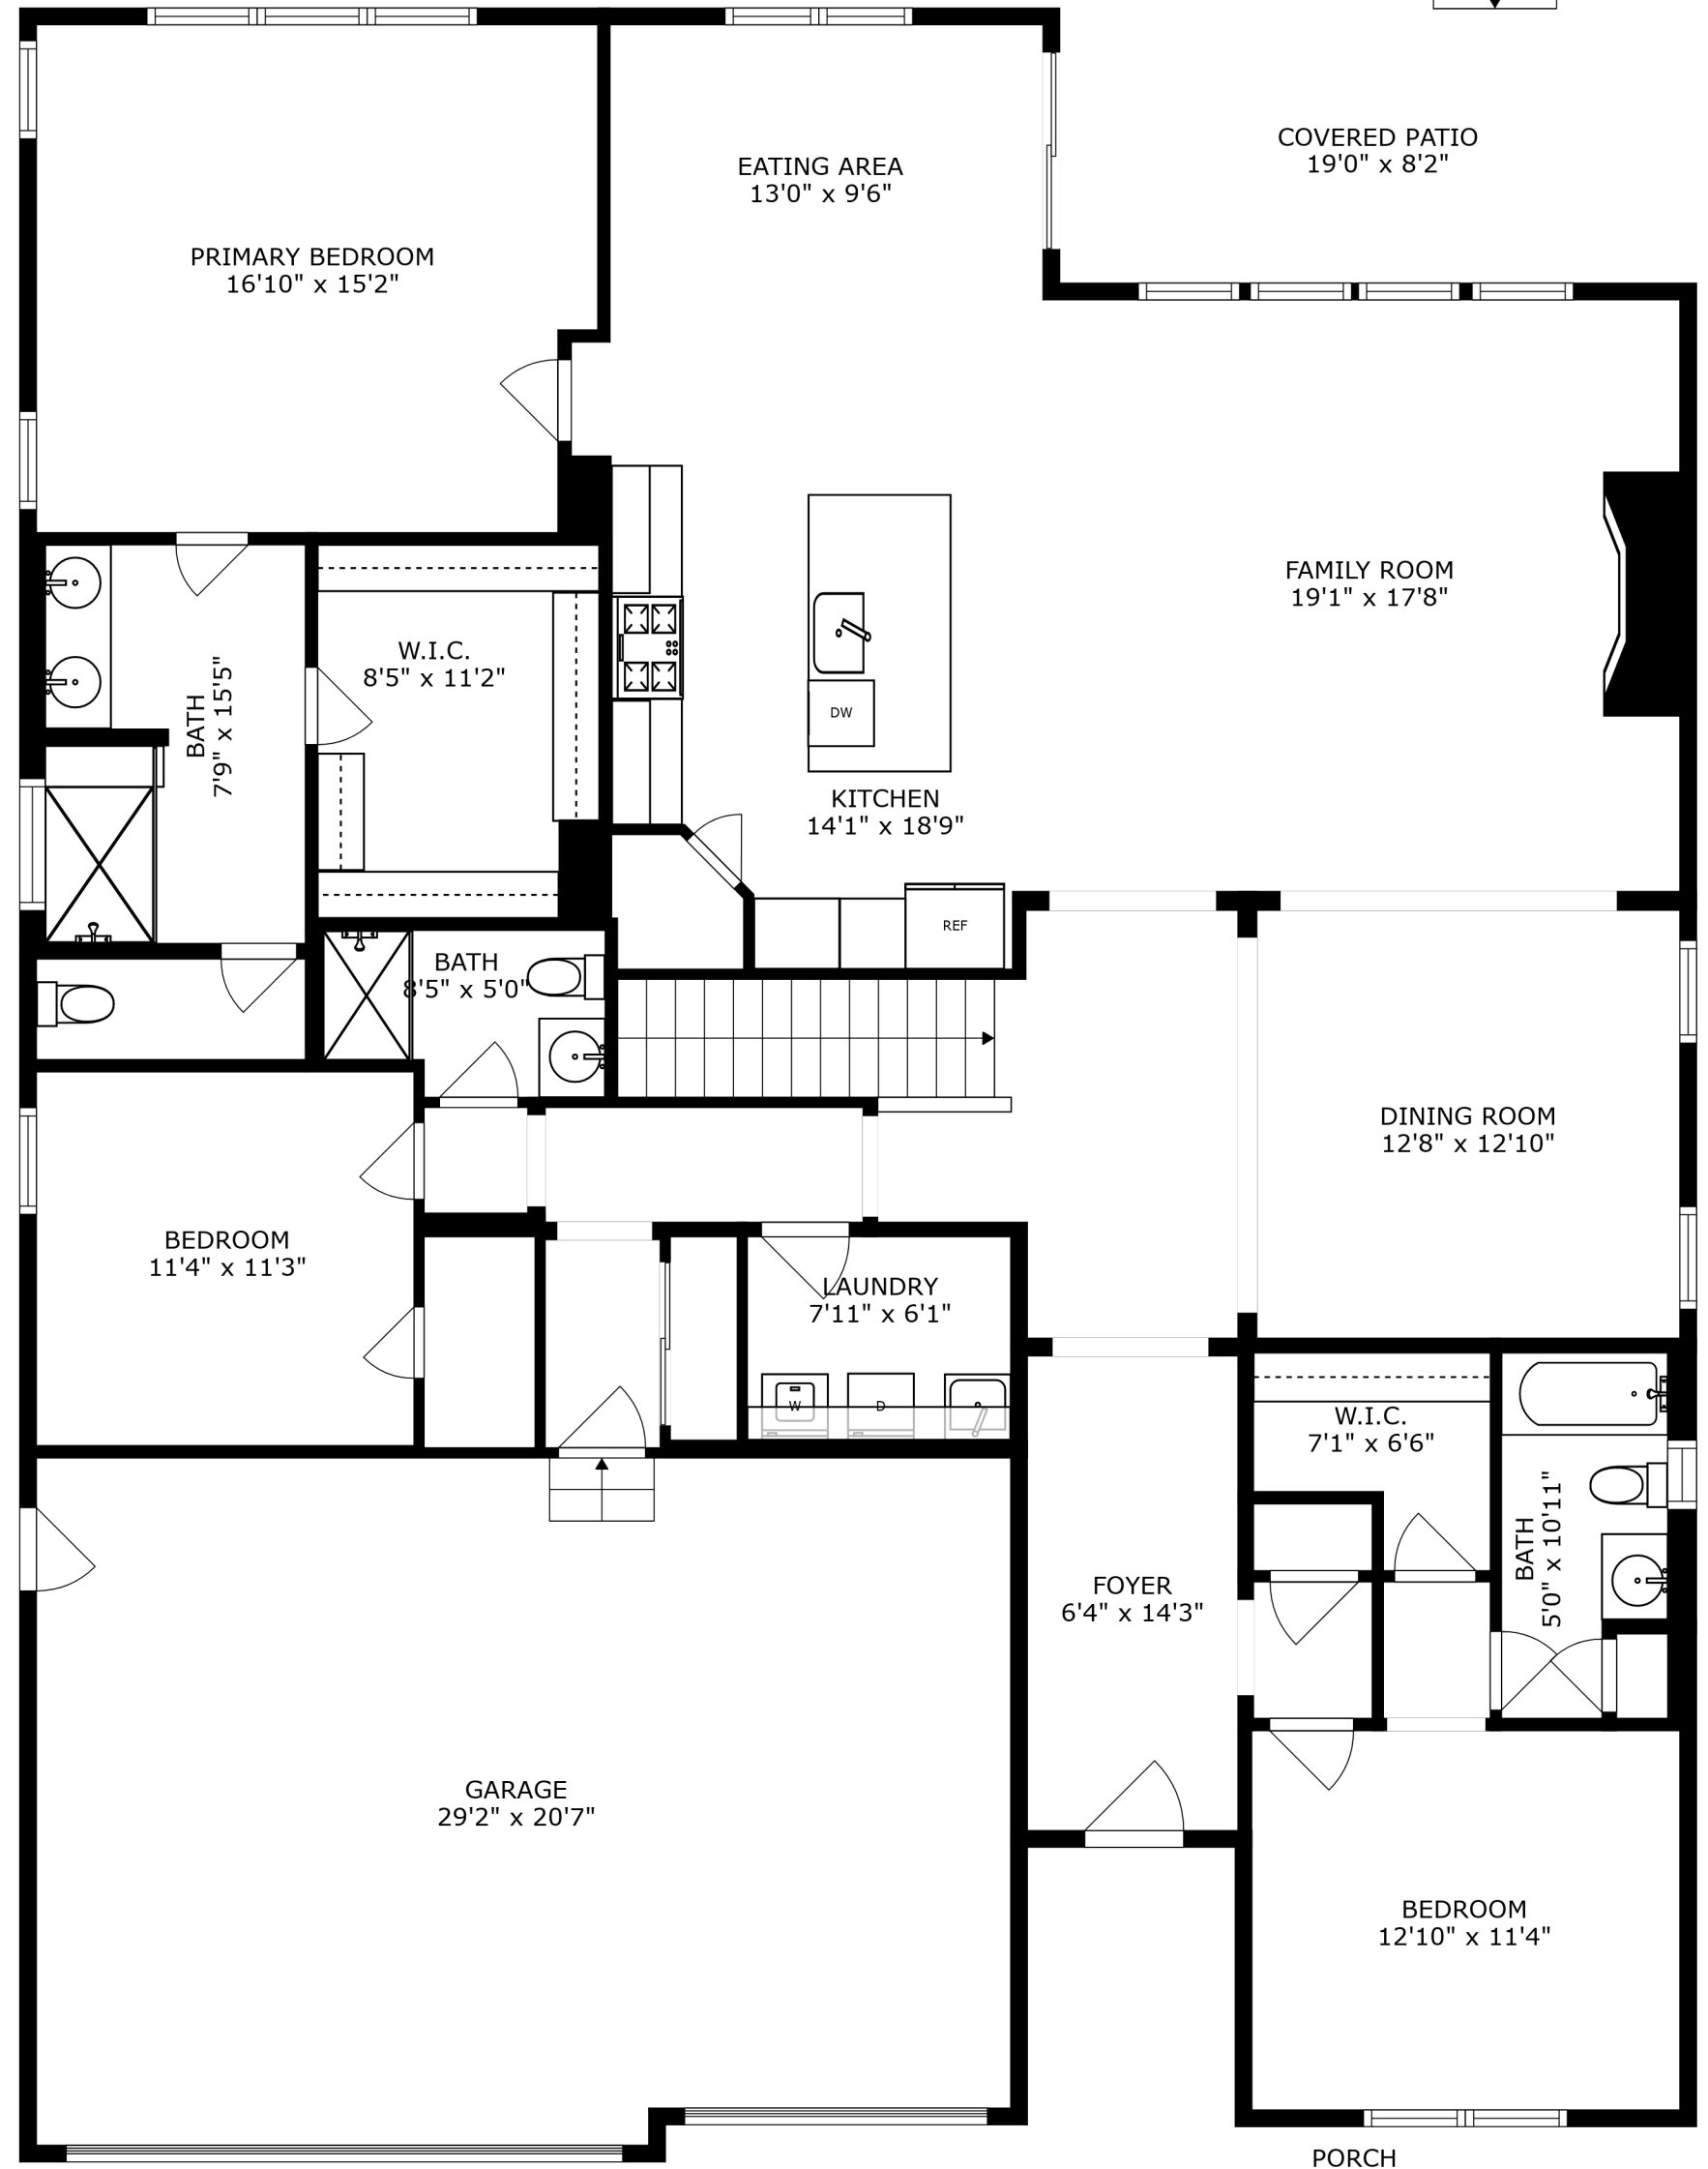 COVERED PATIO
19'0" x 8'2"
EATING AREA
13'0" x 9'6"
PRIMARY BEDROOM
16'10" x 15'2"
FAMILY ROOM
19'1" x 17'8"
W.I.C.
8'5" x 11'2"
BATH
7'9" x 15'5"
DW
KITCHEN
14'1" x 18'9"
REF
BATH
8'5" x 5'0"
DINING ROOM
12'8" x 12'10"
BEDROOM
11'4" x 11'3"
LAUNDRY
7'11" x 6'1"
W
D
W.I.C.
7'1" x 6'6"
BATH
5'0" x 10'11"
FOYER
6'4" x 14'3"
GARAGE
29'2" x 20'7"
BEDROOM
12'10" x 11'4"
PORCH